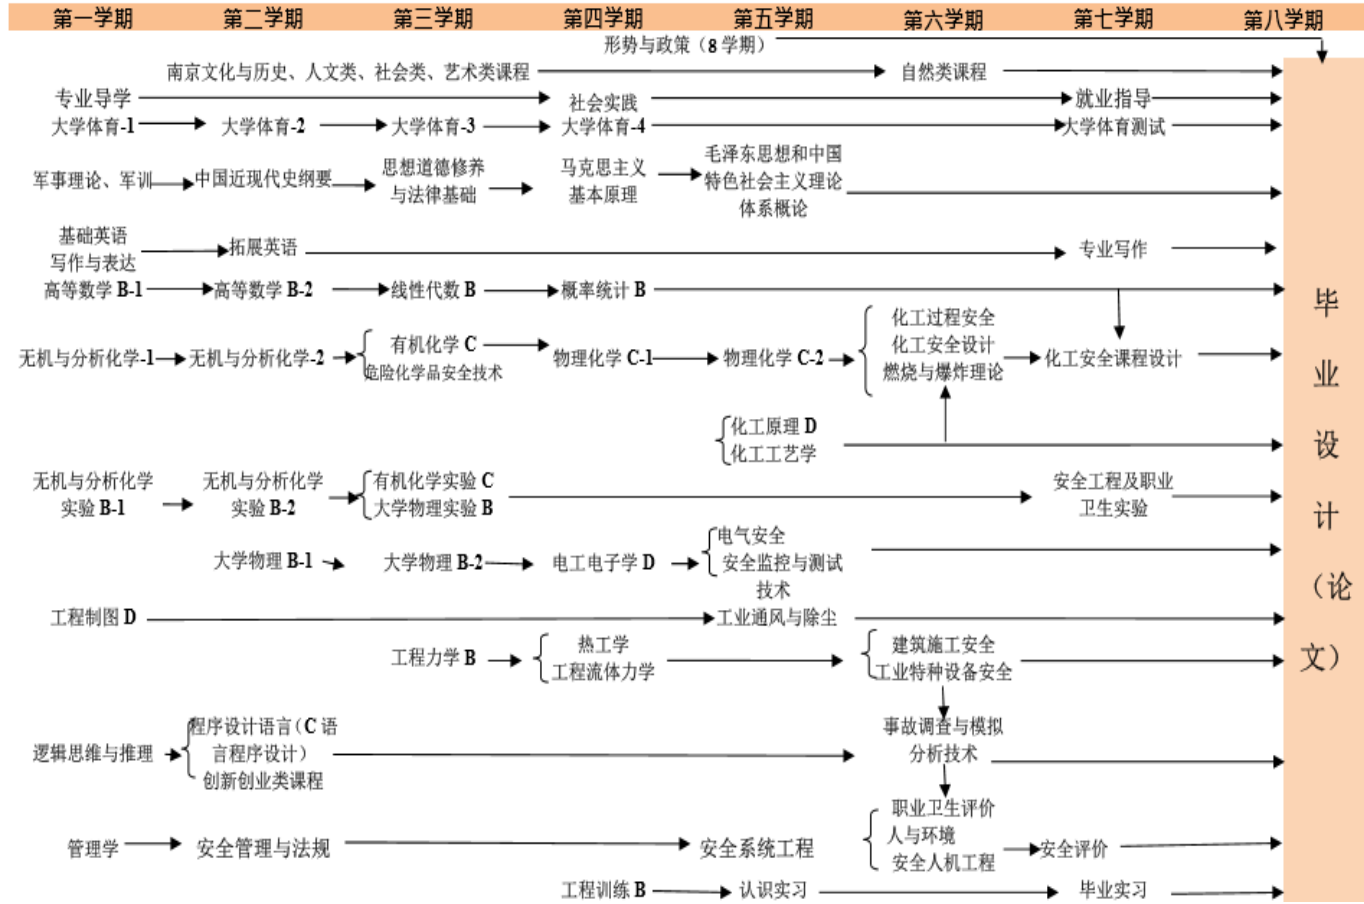 第一学期 第二学期 第三学期 第四学期 第五学期 第六学期 第七学期 第八学期
形势与政策（8 学期）
南京文化与历史、人文类、社会类、艺术类课程 自然类课程
专业导学 社会实践 就业指导
大学体育-1 大学体育-2 大学体育-3 大学体育-4 大学体育测试
军事理论、军训 中国近现代史纲要
思想道德修养
与法律基础
马克思主义
基本原理
毛泽东思想和中国
特色社会主义理论
体系概论
基础英语
写作与表达
拓展英语 专业写作
高等数学 B-1 高等数学 B-2 线性代数 B 概率统计 B
无机与分析化学-1 无机与分析化学-2
有机化学 C
危险化学品安全技术
物理化学 C-1 物理化学 C-2
化工过程安全
化工安全设计
燃烧与爆炸理论
化工安全课程设计
化工原理 D
化工工艺学
无机与分析化学
实验 B-1
无机与分析化学
实验 B-2
有机化学实验 C
大学物理实验 B
安全工程及职业
卫生实验
大学物理 B-1 大学物理 B-2 电工电子学 D
电气安全
安全监控与测试
技术
工程制图 D 工业通风与除尘
工程力学 B
热工学
工程流体力学
建筑施工安全
工业特种设备安全
逻辑思维与推理
程序设计语言（C 语
言程序设计）
创新创业类课程
事故调查与模拟
分析技术
管理学 安全管理与法规 安全系统工程
职业卫生评价
人与环境
安全人机工程
安全评价
工程训练 B 认识实习 毕业实习
毕
业
设
计
（论
文）